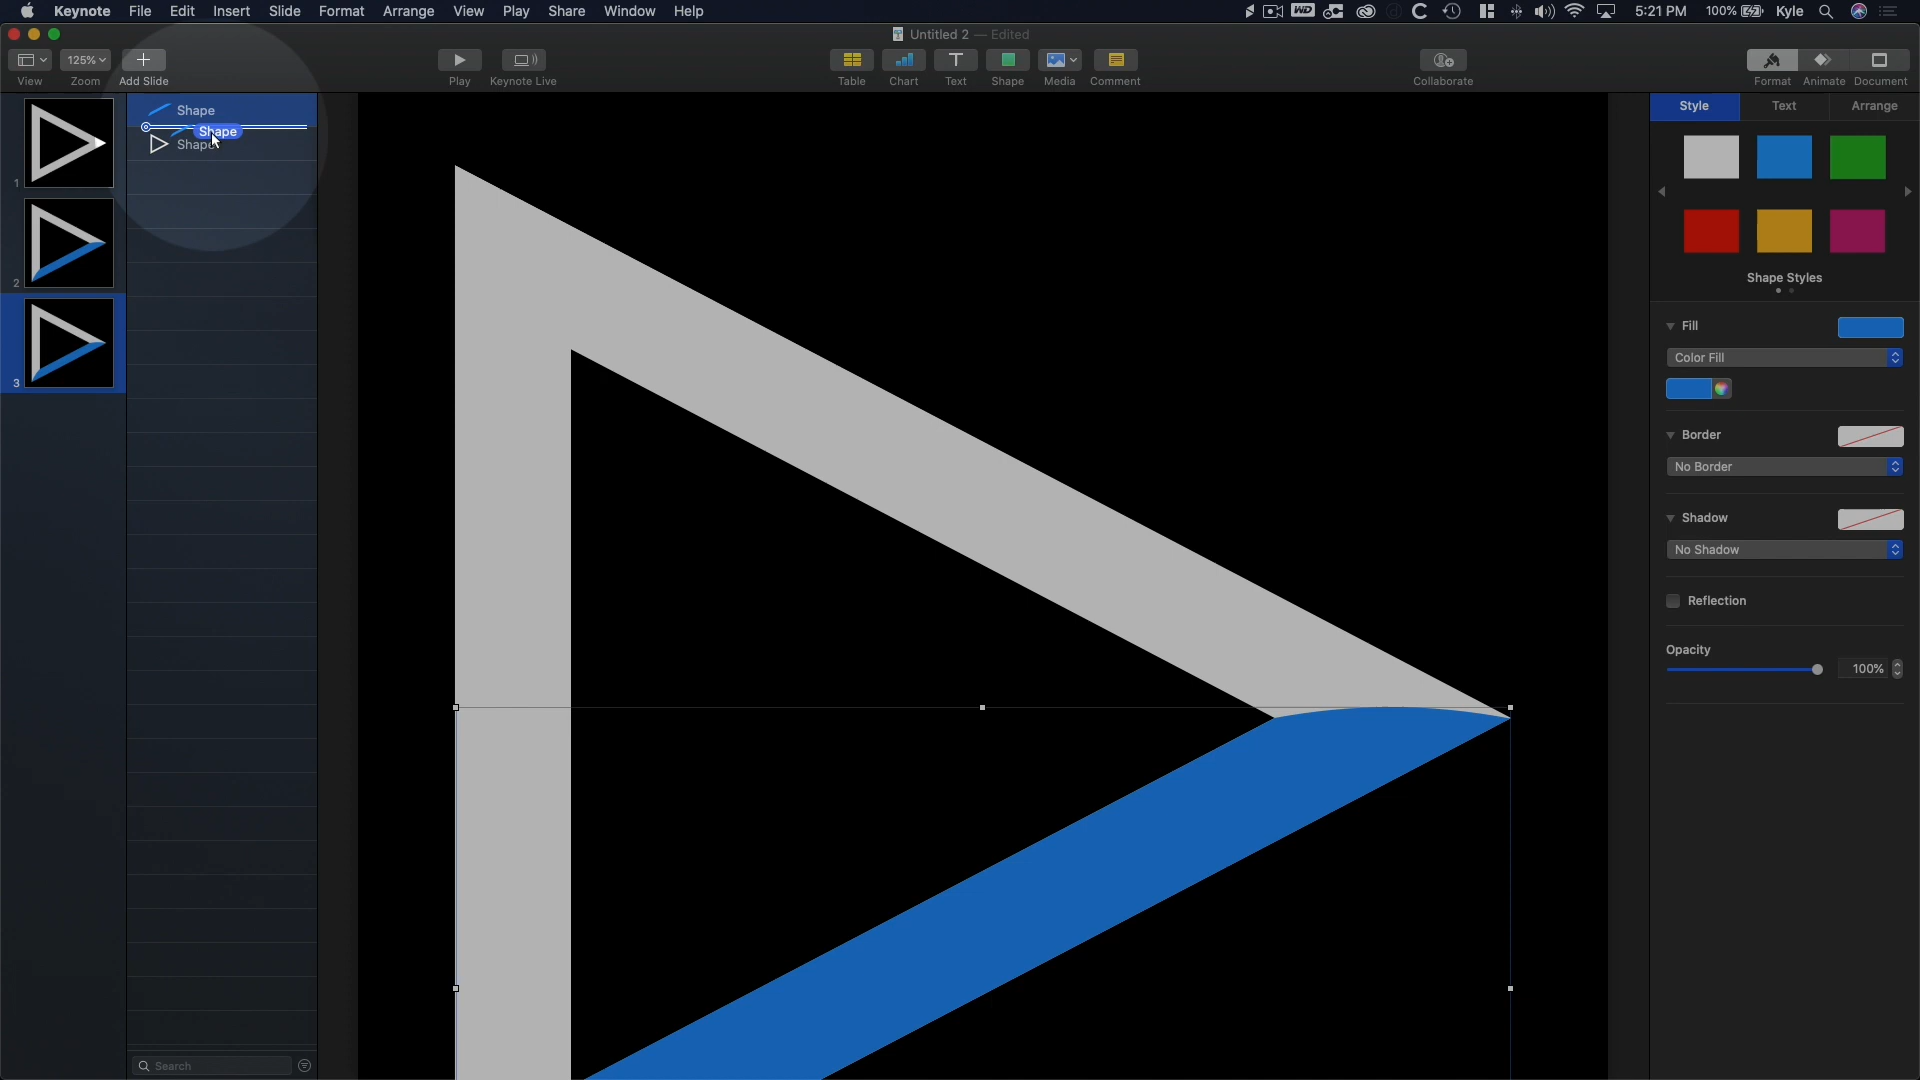 Keynote File Edit Insert Slide Format Arrange View Play Share Window Help
WD 5:21 PM 100% Kyle
Untitled 2 — Edited
125%
View Zoom Add Slide Play Keynote Live Table Chart Text Shape Media Comment Collaborate Format Animate Document
1
2
3
Shape
Shape
Shape
Search
Style Text Arrange
Shape Styles
Fill
Color Fill
Border
No Border
Shadow
No Shadow
Reflection
Opacity
100%